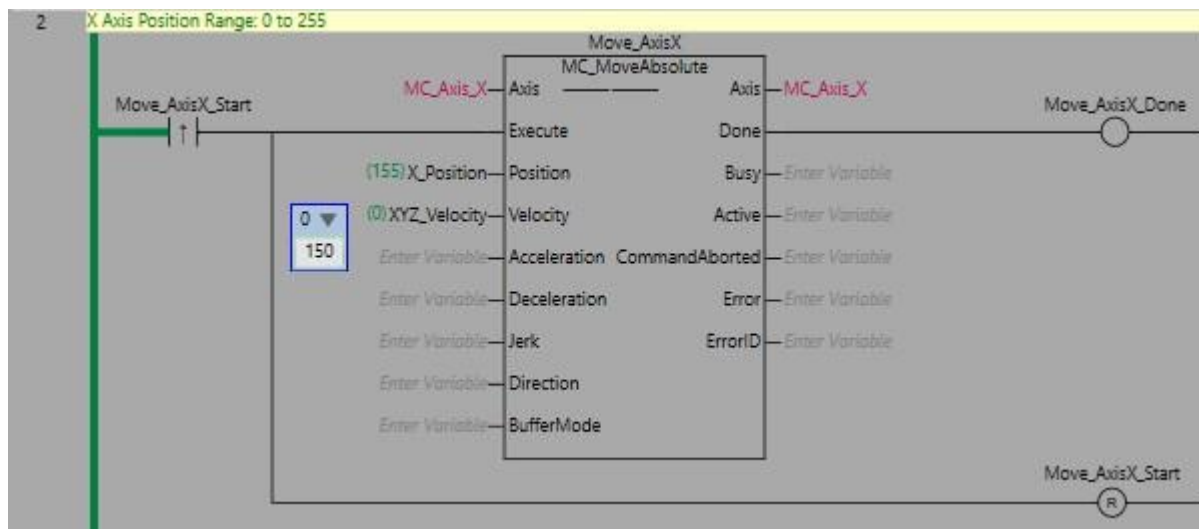 2 X Axis Position Range: 0 to 255
Move_AxisX
MC_MoveAbsolute
MC_Axis_X Axis Axis MC_Axis_X
Move_AxisX_Start Move_AxisX_Done
↑ Execute Done
(155) X_Position Position Busy Enter Variable
0 (0) XYZ_Velocity Velocity Active Enter Variable
150 Enter Variable Acceleration CommandAborted Enter Variable
Enter Variable Deceleration Error Enter Variable
Enter Variable Jerk ErrorID Enter Variable
Enter Variable Direction
Enter Variable BufferMode
Move_AxisX_Start
R